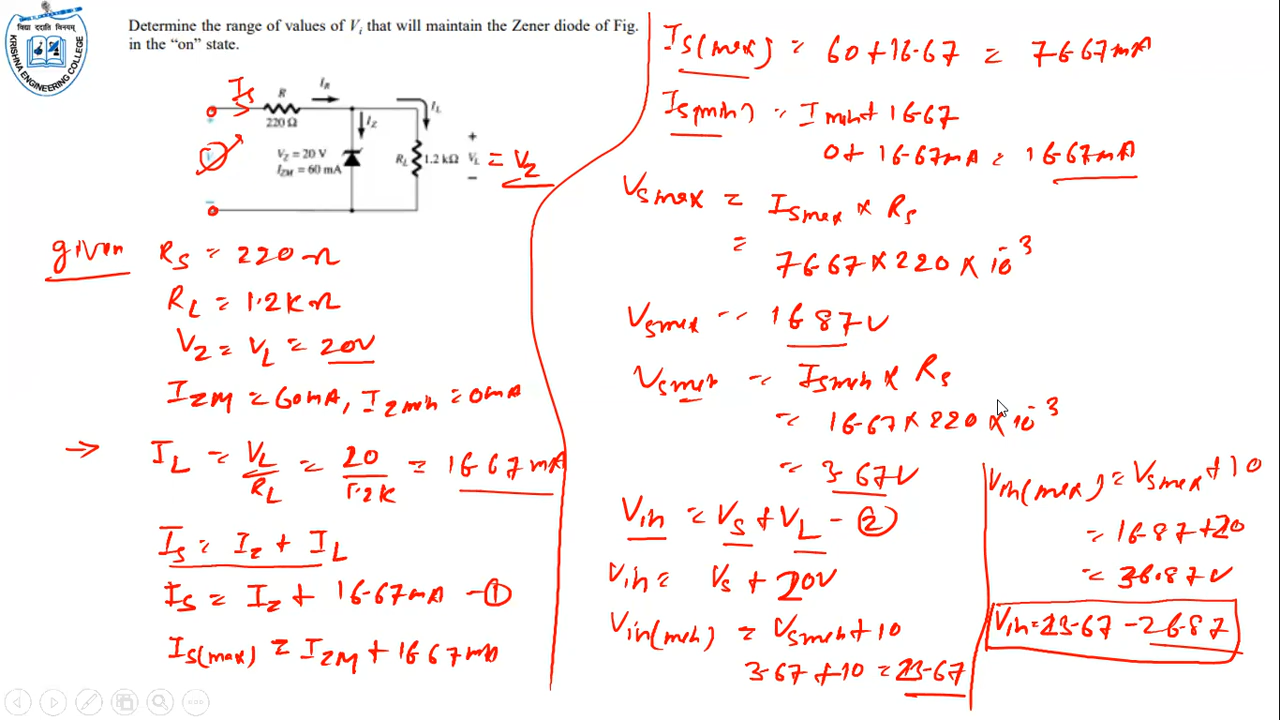 विद्या ददाति विनयम्
KRISHNA ENGINEERING COLLEGE
Determine the range of values of Vi that will maintain the Zener diode of Fig.
in the “on” state.
Is
R
IR
220 Ω
IZ
IL
VZ = 20 V
IZM = 60 mA
RL
1.2 kΩ
+
VL
−
= Vz
given Rs = 220 Ω
RL = 1.2K Ω
Vz = VL = 20V
IZM = 60mA, Izmin = 0mA
→ IL = VL/RL = 20/1.2K = 16.67 mA
Is = Iz + IL
Is = Iz + 16.67mA - ①
Is(max) = IZM + 16.67 mA
Is(max) = 60+16.67 = 76.67mA
Is(min) = Imin + 16.67
0+ 16.67mA = 16.67mA
Vsmax = Ismax × Rs
= 76.67 × 220 × 10^-3
Vsmax = 16.87V
Vsmin = Ismin × Rs
= 16.67 × 220 × 10^-3
= 3.67V
Vin = Vs + VL - ②
Vin = Vs + 20V
Vin(min) = Vsmin + 10
3.67 + 10 = 23.67
Vin(max) = Vsmax + 10
= 16.87 + 20
= 36.87V
Vin = 23.67 - 26.87